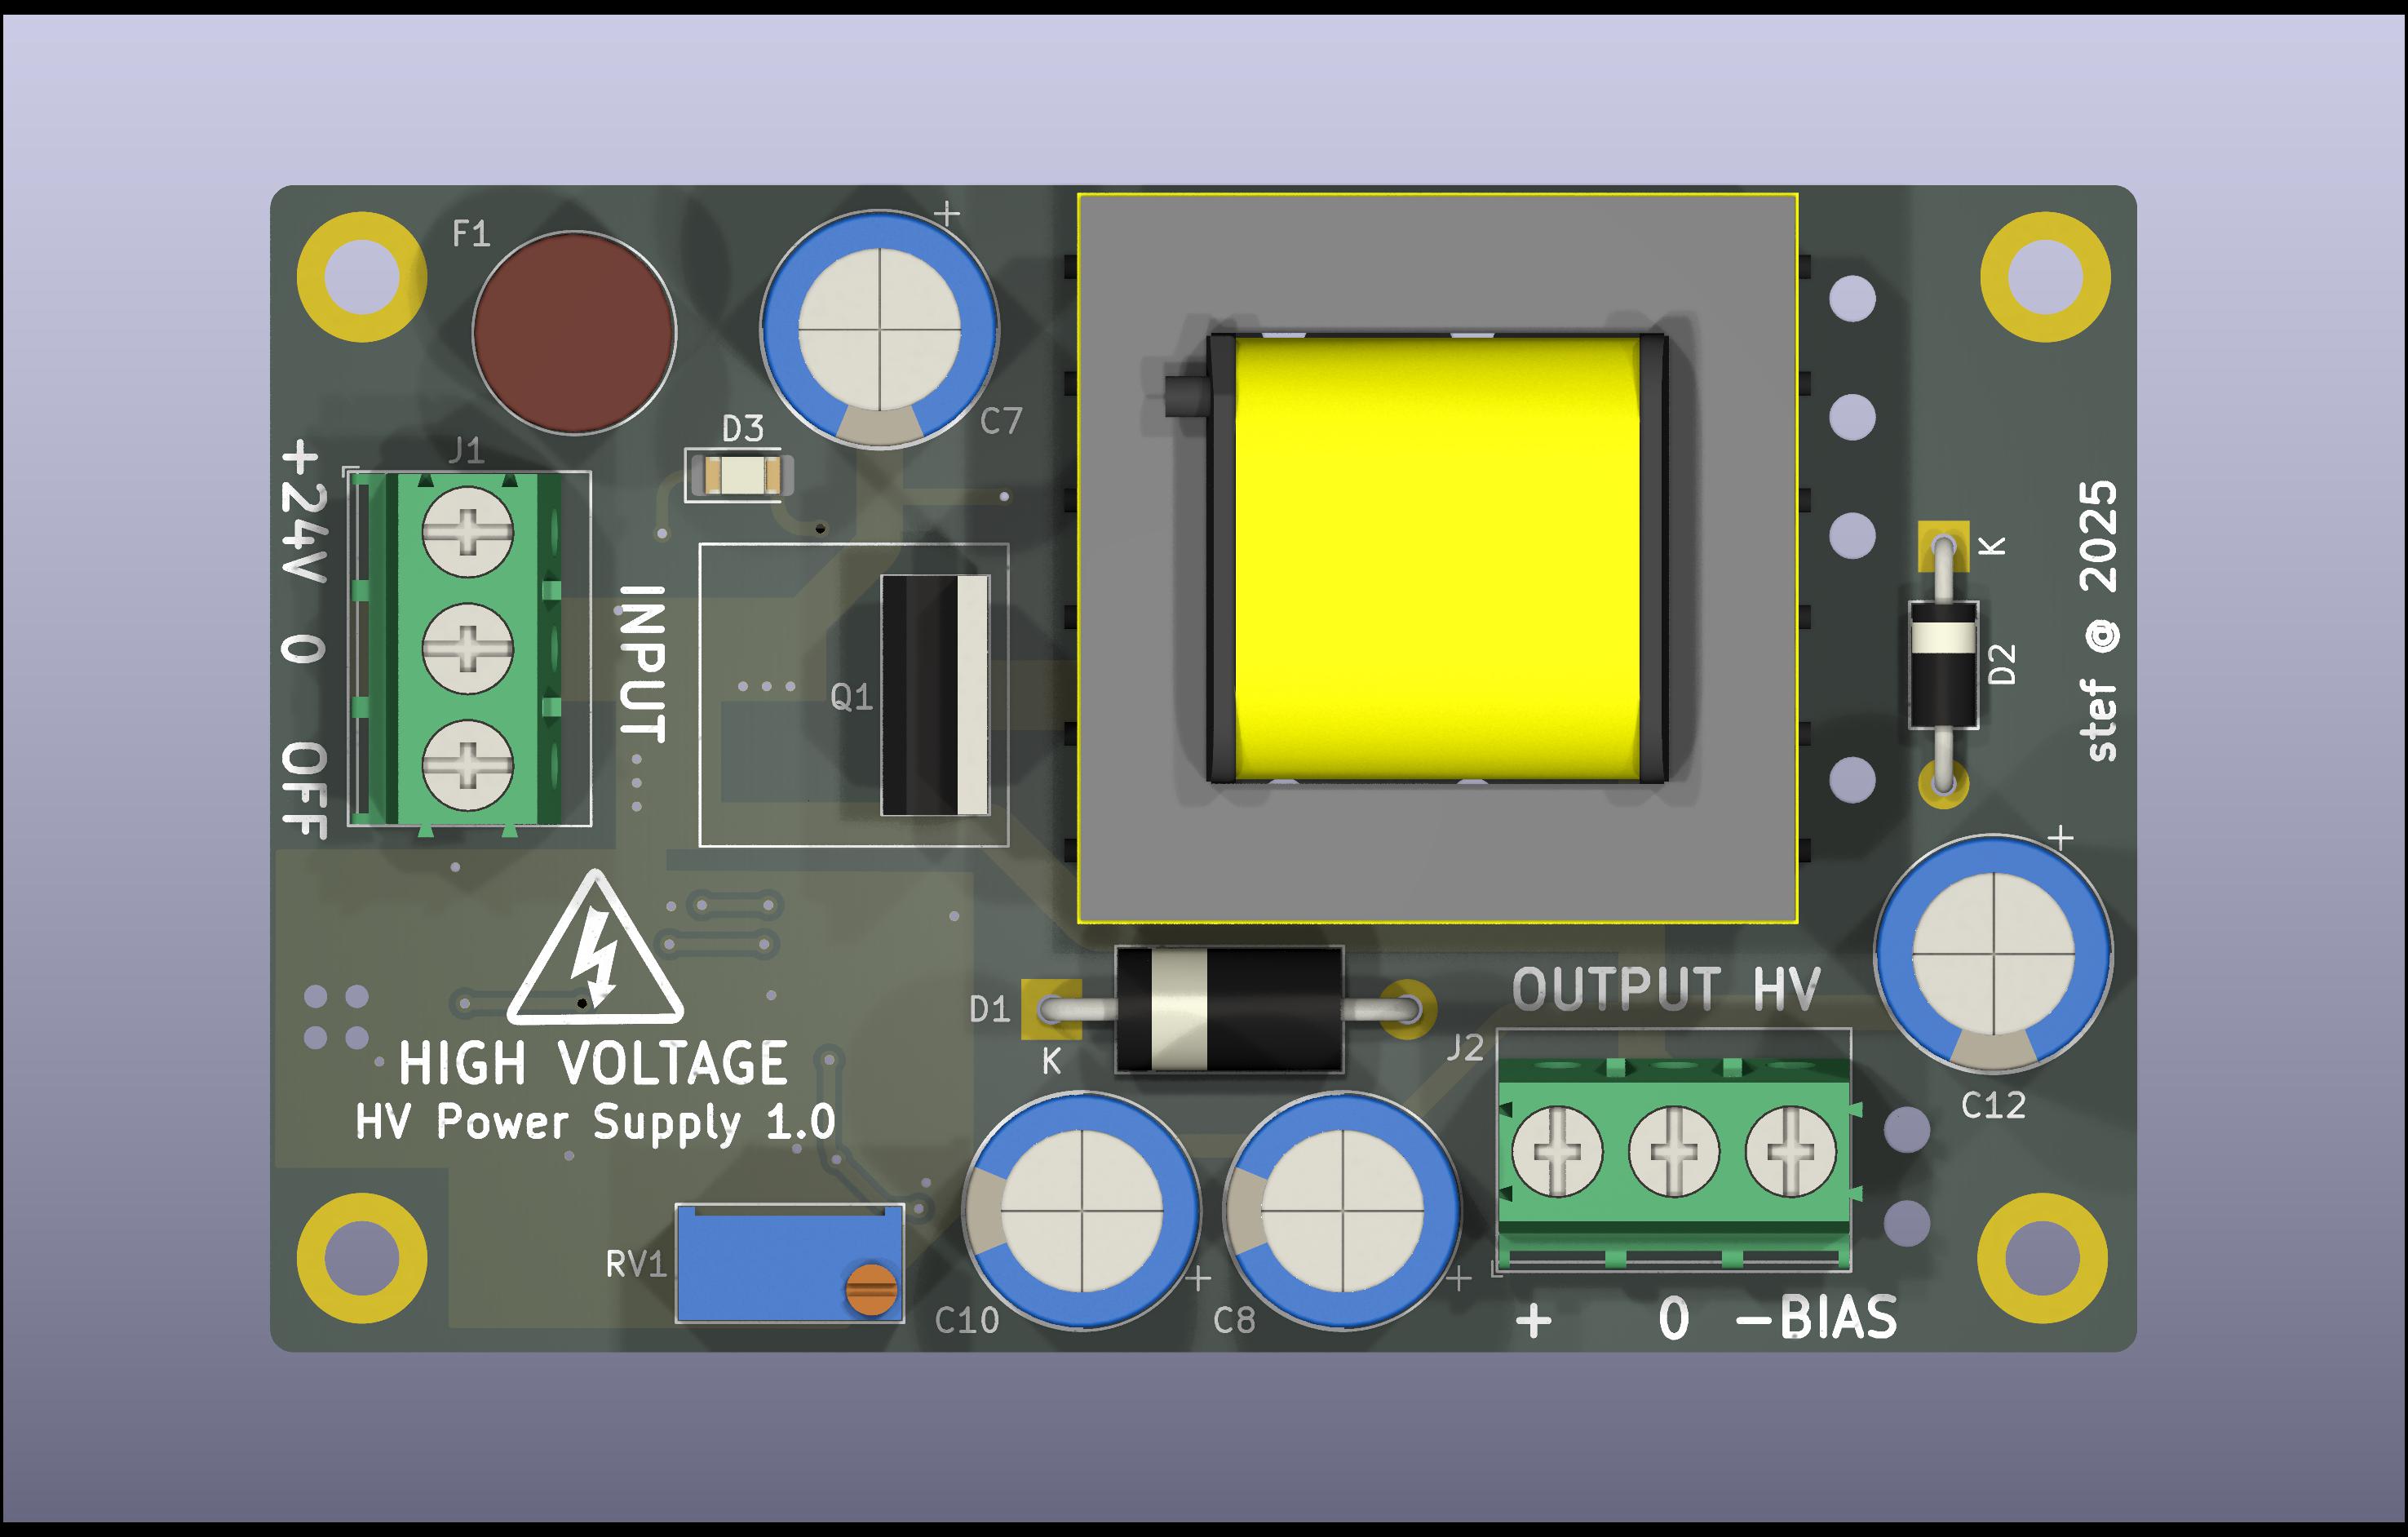 F1
+
C7
D3
J1
+24V 0 OFF
INPUT
Q1
K
D2
stef @ 2025
+
C12
HIGH VOLTAGE
HV Power Supply 1.0
D1
K
OUTPUT HV
J2
RV1
C10
+
C8
+
+ 0 -BIAS